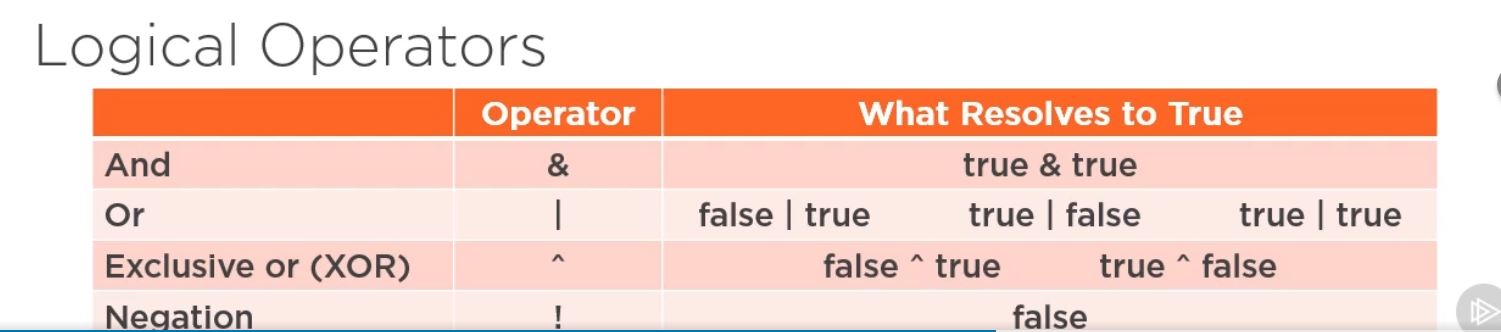 Logical Operators
Operator What Resolves to True
And & true & true
Or | false | true true | false true | true
Exclusive or (XOR) ^ false ^ true true ^ false
Negation ! false